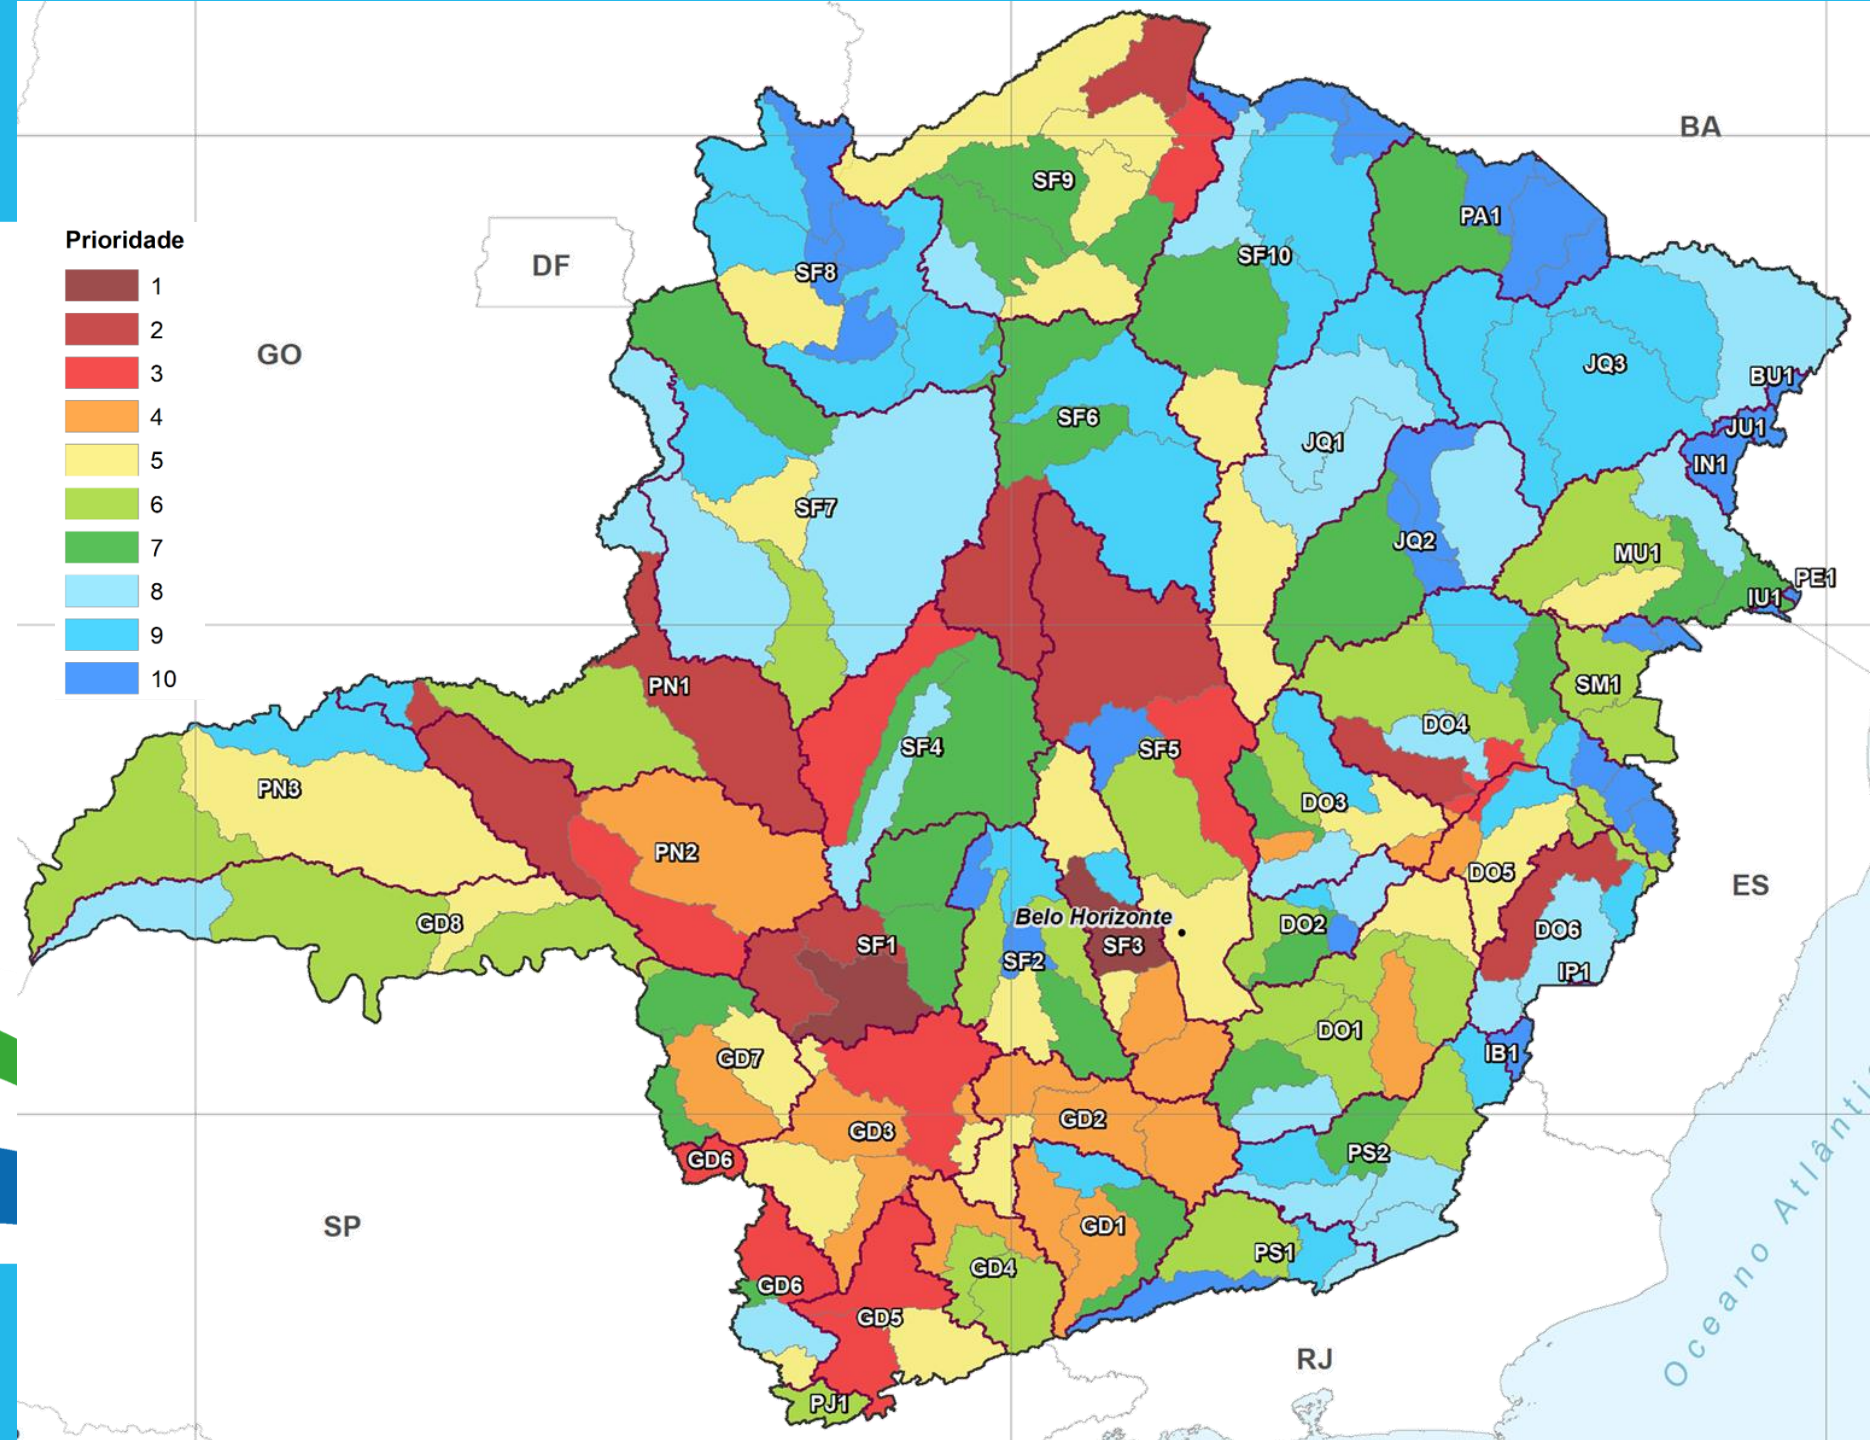 BA
SF9
PA1
Prioridade
SF10
DF
SF8
1
2
GO
JQ3
3
BU1
4
SF6
JU1
JQ1
5
IN1
6
SF7
JQ2
7
MU1
PE1
8
IU1
9
10
PN1
SM1
DO4
SF4
SF5
PN3
DO3
PN2
DO5
ES
Belo Horizonte
GD8
SF1
SF3
DO2
DO6
SF2
IP1
DO1
GD7
IB1
GD2
GD3
PS2
GD6
SP
GD1
PS1
GD4
GD6
GD5
RJ
PJ1
Oceano Atlânti